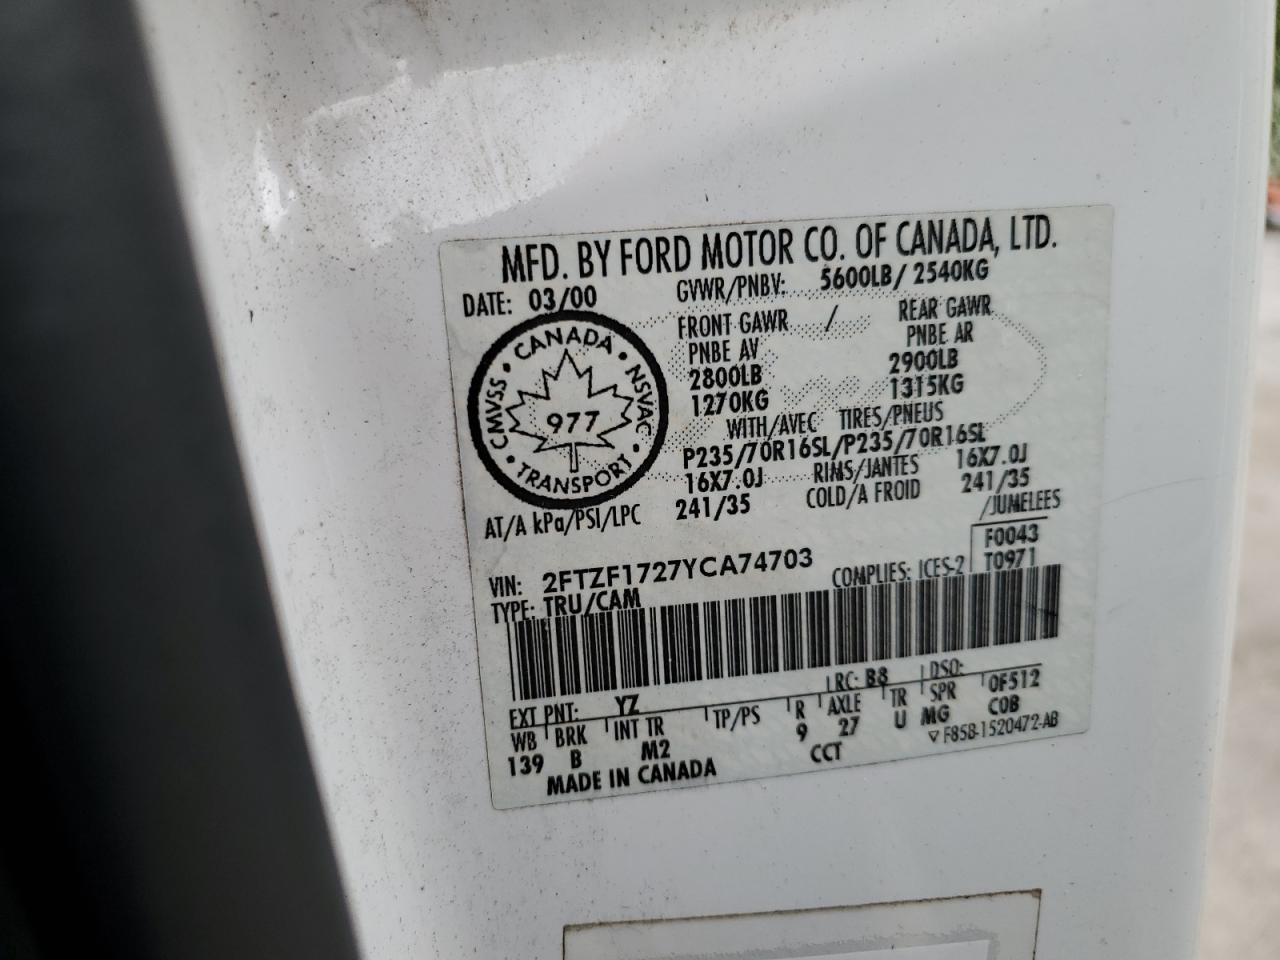 MFD. BY FORD MOTOR CO. OF CANADA, LTD.
DATE: 03/00 GVWR/PNBV: 5600LB/ 2540KG
FRONT GAWR / REAR GAWR
PNBE AV PNBE AR
2800LB 2900LB
1270KG 1315KG
WITH/AVEC TIRES/PNEUS
P235/70R16SL/P235/70R16SL
16X7.0J RIMS/JANTES 16X7.0J
AT/A kPa/PSI/LPC 241/35 COLD/A FROID 241/35
/JUMELEES
CANADA
CMVSS • NSVAC
977
TRANSPORT
VIN: 2FTZF1727YCA74703 COMPLIES: ICES-2 F0043
TYPE: TRU/CAM T0971
EXT PNT: YZ LRC: B8 DSO: 0F512
WB BRK INT TR TP/PS R AXLE TR SPR
139 B M2 9 27 U MG COB
MADE IN CANADA CCT ▽ F85B-1520472-AB